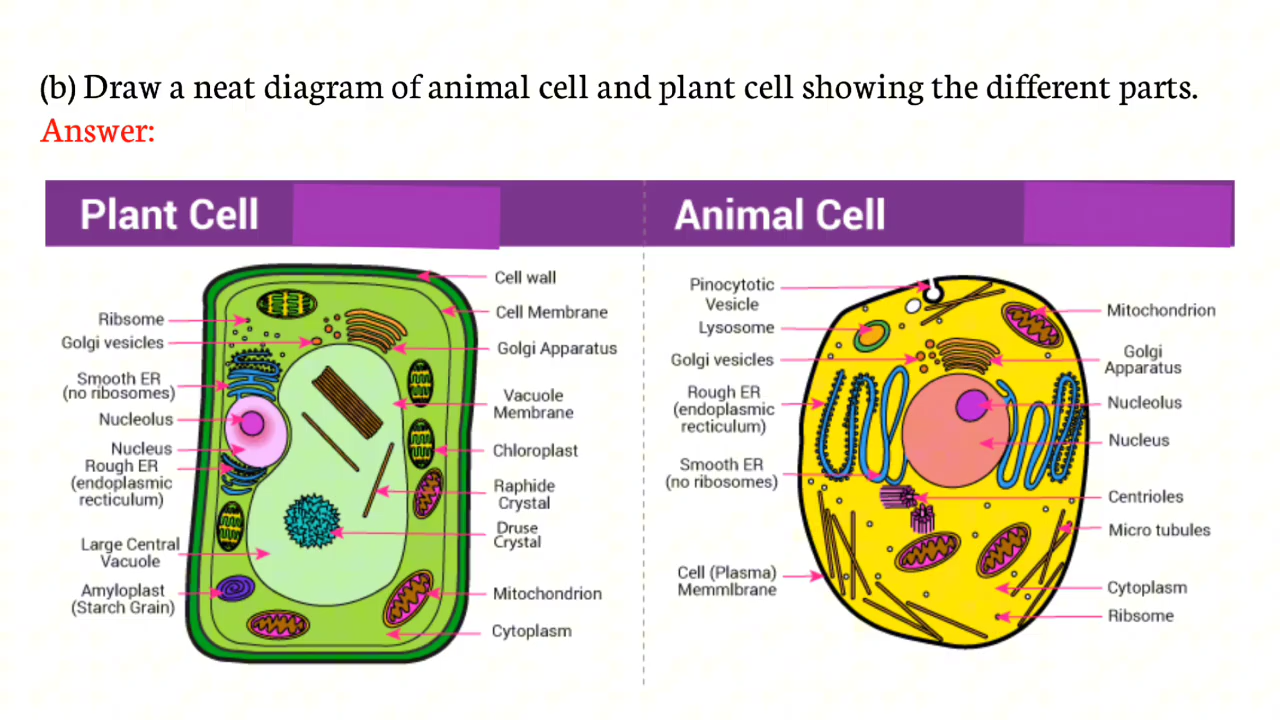 (b) Draw a neat diagram of animal cell and plant cell showing the different parts.
Answer:
Plant Cell
Ribsome
Golgi vesicles
Smooth ER
(no ribosomes)
Nucleolus
Nucleus
Rough ER
(endoplasmic
recticulum)
Large Central
Vacuole
Amyloplast
(Starch Grain)
Cell wall
Cell Membrane
Golgi Apparatus
Vacuole
Membrane
Chloroplast
Raphide
Crystal
Druse
Crystal
Mitochondrion
Cytoplasm
Animal Cell
Pinocytotic
Vesicle
Lysosome
Golgi vesicles
Rough ER
(endoplasmic
recticulum)
Smooth ER
(no ribosomes)
Cell (Plasma)
Memmlbrane
Mitochondrion
Golgi
Apparatus
Nucleolus
Nucleus
Centrioles
Micro tubules
Cytoplasm
Ribsome